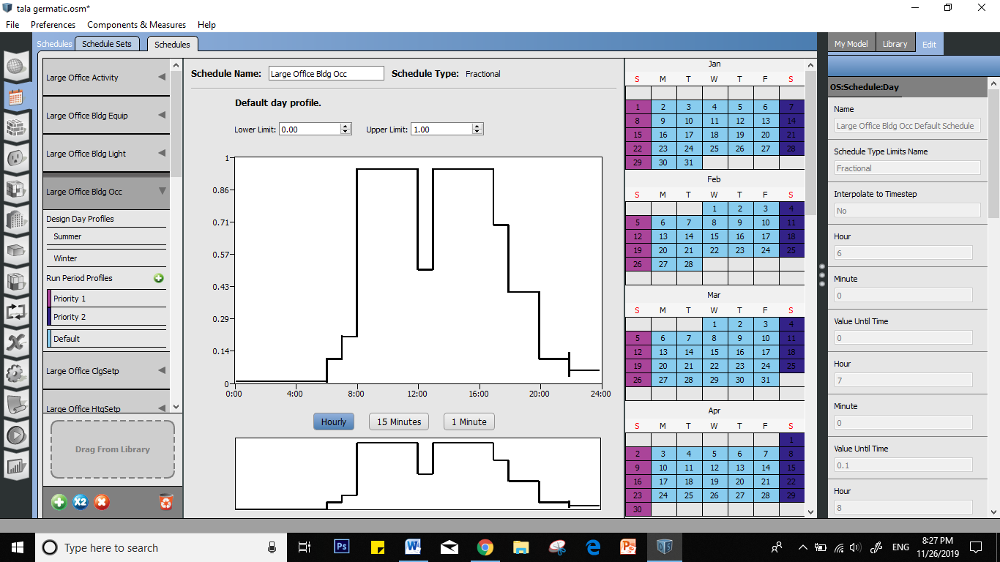 tala germatic.osm*
File Preferences Components & Measures Help
Schedules Schedule Sets Schedules
My Model Library Edit
Large Office Activity
Large Office Bldg Equip
Large Office Bldg Light
Large Office Bldg Occ
Design Day Profiles
Summer
Winter
Run Period Profiles
Priority 1
Priority 2
Default
Large Office ClgSetp
Large Office HtgSetp
Drag From Library
X2
Schedule Name: Large Office Bldg Occ Schedule Type: Fractional
Default day profile.
Lower Limit: 0.00 Upper Limit: 1.00
1
0.86
0.71
0.57
0.43
0.29
0.14
0
0:00 4:00 8:00 12:00 16:00 20:00 24:00
Hourly 15 Minutes 1 Minute
Jan
S M T W T F S
1 2 3 4 5 6 7
8 9 10 11 12 13 14
15 16 17 18 19 20 21
22 23 24 25 26 27 28
29 30 31
Feb
S M T W T F S
1 2 3 4
5 6 7 8 9 10 11
12 13 14 15 16 17 18
19 20 21 22 23 24 25
26 27 28
Mar
S M T W T F S
1 2 3 4
5 6 7 8 9 10 11
12 13 14 15 16 17 18
19 20 21 22 23 24 25
26 27 28 29 30 31
Apr
S M T W T F S
1
2 3 4 5 6 7 8
9 10 11 12 13 14 15
16 17 18 19 20 21 22
23 24 25 26 27 28 29
30
OS:Schedule:Day
Name
Large Office Bldg Occ Default Schedule
Schedule Type Limits Name
Fractional
Interpolate to Timestep
No
Hour
6
Minute
0
Value Until Time
0
Hour
7
Minute
0
Value Until Time
0.1
Hour
8
Type here to search
Ps
W
P
OS
ENG
8:27 PM
11/26/2019